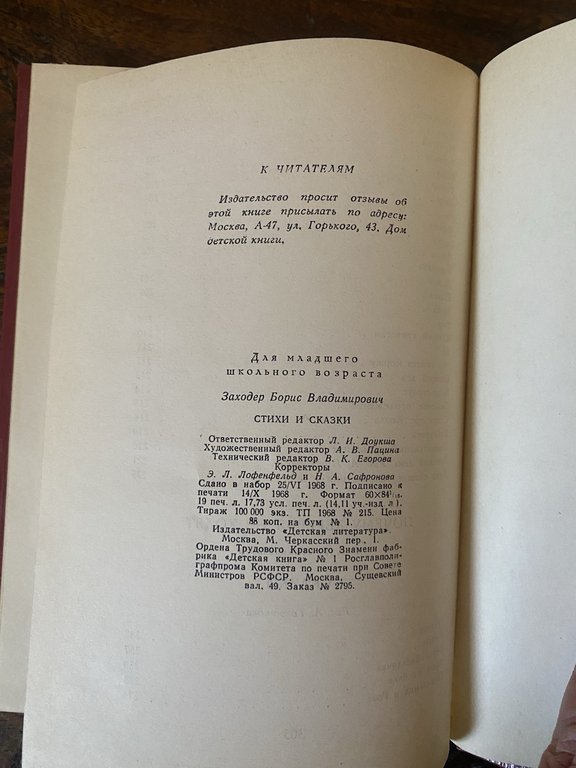 К ЧИТАТЕЛЯМ
Издательство просит отзывы об
этой книге присылать по адресу:
Москва, А-47, ул. Горького, 43. Дом
детской книги.
Для младшего
школьного возраста
Заходер Борис Владимирович
СТИХИ И СКАЗКИ
Ответственный редактор Л. И. Доукша
Художественный редактор А. В. Пацина
Технический редактор В. К. Егорова
Корректоры
Э. Л. Лофенфельд и Н. А. Сафронова
Сдано в набор 25/VI 1968 г. Подписано к
печати 14/X 1968 г. Формат 60×84¹/₁₆.
19 печ. л. 17,73 усл. печ. л. (14,11 уч.-изд л.).
Тираж 100 000 экз. ТП 1968 № 215. Цена
88 коп. на бум № 1.
Издательство «Детская литература».
Москва, М. Черкасский пер., 1.
Ордена Трудового Красного Знамени фаб-
рика «Детская книга» № 1 Росглавполи-
графпрома Комитета по печати при Совете
Министров РСФСР. Москва, Сущевский
вал, 49. Заказ № 2795.